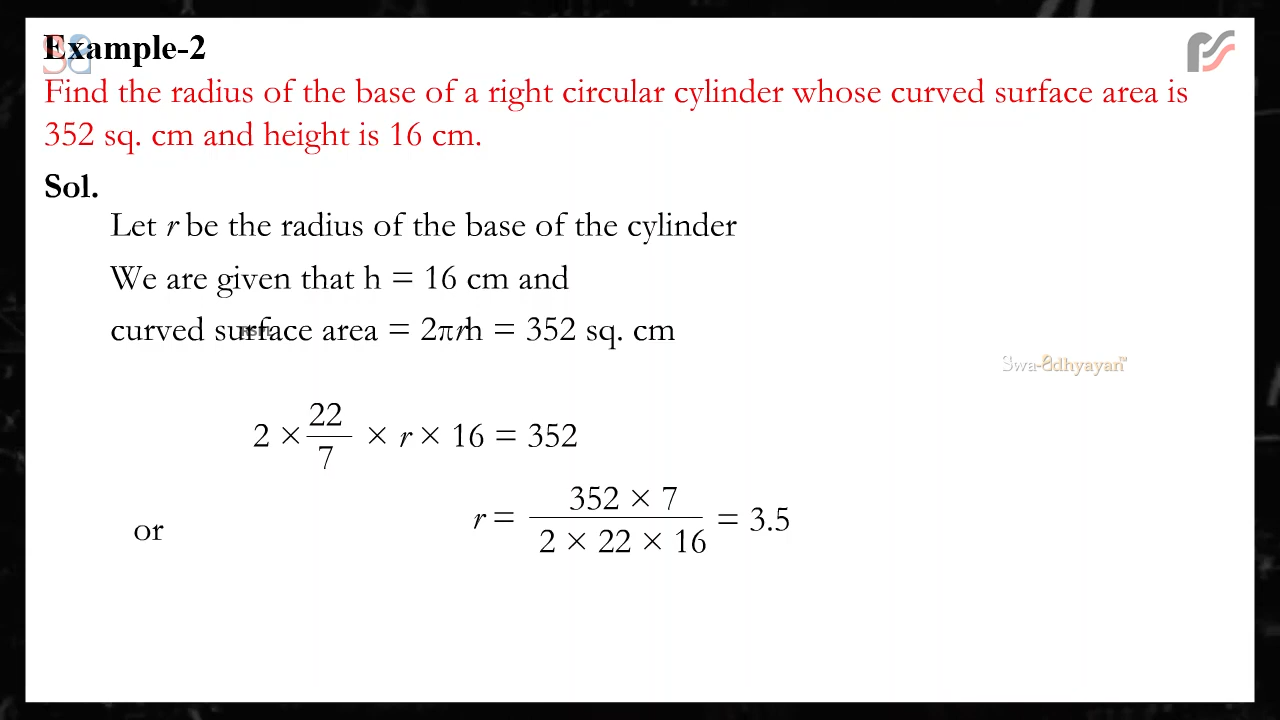 Example-2
Find the radius of the base of a right circular cylinder whose curved surface area is
352 sq. cm and height is 16 cm.
Sol.
Let r be the radius of the base of the cylinder
We are given that h = 16 cm and
curved surface area = 2πrh = 352 sq. cm
Swa-adhyayan™
2 × 22/7 × r × 16 = 352
or r = (352 × 7)/(2 × 22 × 16) = 3.5